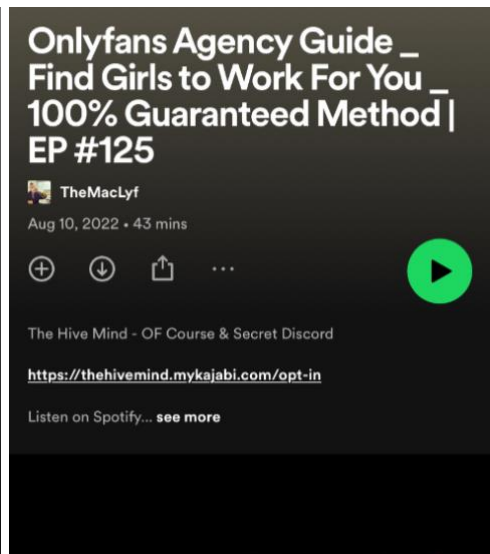 Onlyfans Agency Guide _
Find Girls to Work For You _
100% Guaranteed Method |
EP #125
TheMacLyf
Aug 10, 2022 • 43 mins
The Hive Mind - OF Course & Secret Discord
https://thehivemind.mykajabi.com/opt-in
Listen on Spotify... see more